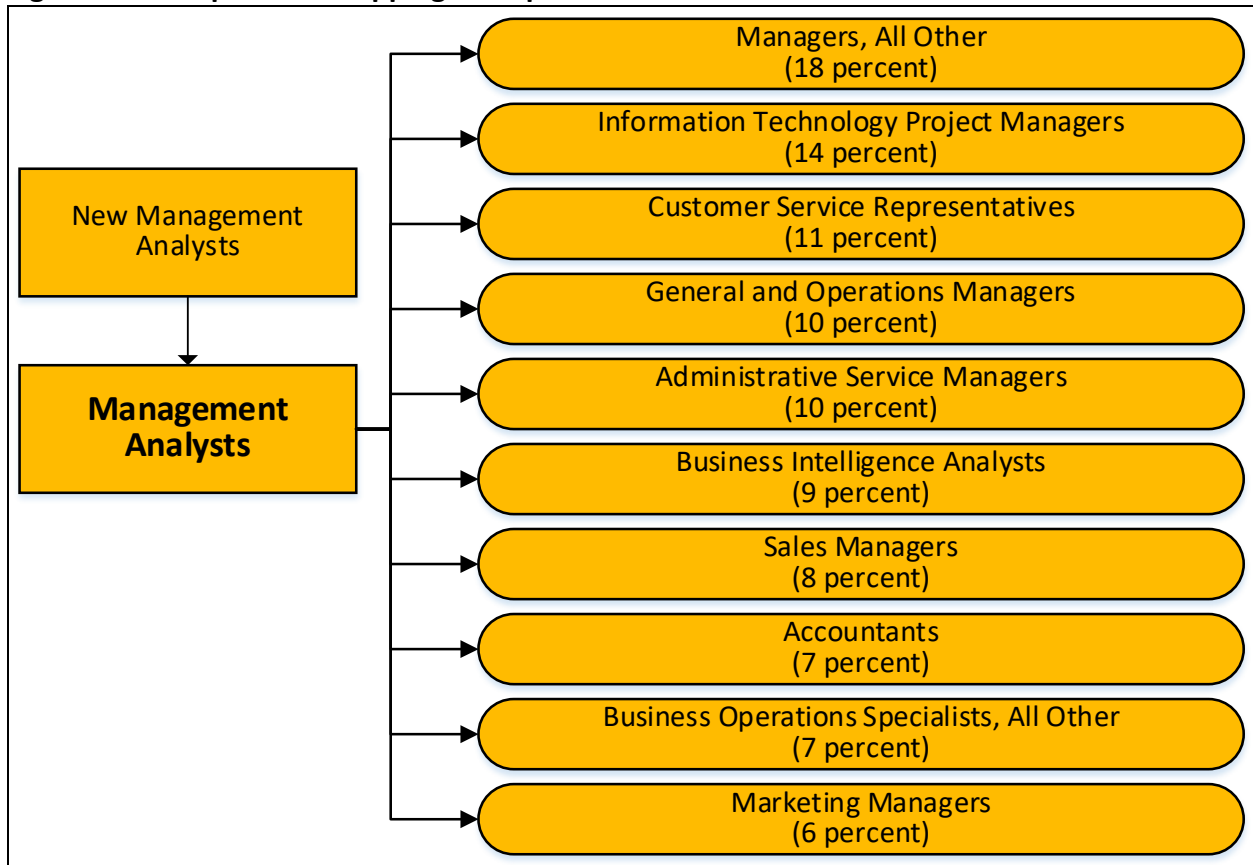 New Management
Analysts
Management
Analysts
Managers, All Other
(18 percent)
Information Technology Project Managers
(14 percent)
Customer Service Representatives
(11 percent)
General and Operations Managers
(10 percent)
Administrative Service Managers
(10 percent)
Business Intelligence Analysts
(9 percent)
Sales Managers
(8 percent)
Accountants
(7 percent)
Business Operations Specialists, All Other
(7 percent)
Marketing Managers
(6 percent)